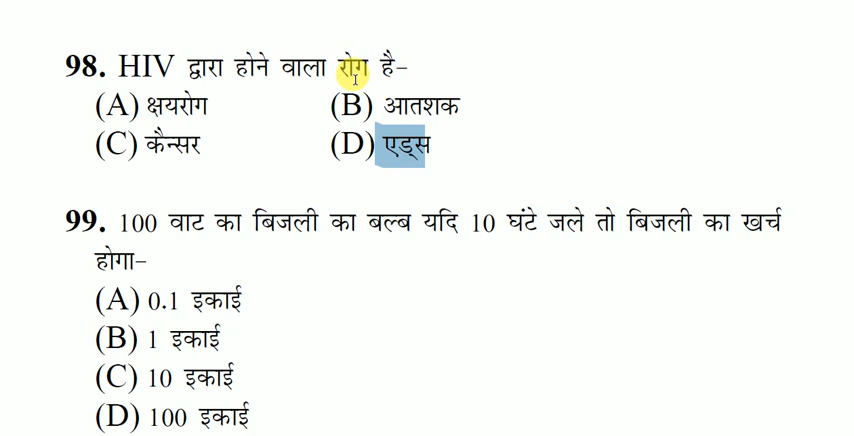 98. HIV द्वारा होने वाला रोग है–
(A) क्षयरोग (B) आतशक
(C) कैन्सर (D) एड्स
99. 100 वाट का बिजली का बल्ब यदि 10 घंटे जले तो बिजली का खर्च
होगा–
(A) 0.1 इकाई
(B) 1 इकाई
(C) 10 इकाई
(D) 100 इकाई